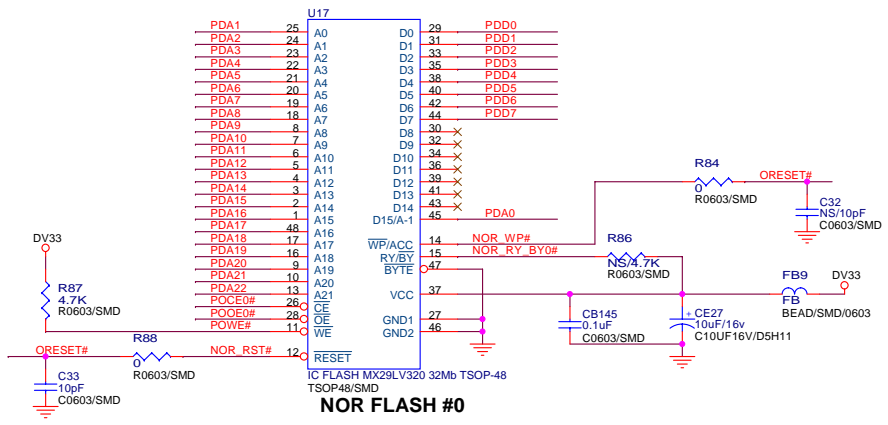 U17
PDA1 25 A0 D0 29 PDD0
PDA2 24 A1 D1 31 PDD1
PDA3 23 A2 D2 33 PDD2
PDA4 22 A3 D3 35 PDD3
PDA5 21 A4 D4 38 PDD4
PDA6 20 A5 D5 40 PDD5
PDA7 19 A6 D6 42 PDD6
PDA8 18 A7 D7 44 PDD7
PDA9 8 A8 D8 30
PDA10 7 A9 D9 32
PDA11 6 A10 D10 34
PDA12 5 A11 D11 36
PDA13 4 A12 D12 39
PDA14 3 A13 D13 41
PDA15 2 A14 D14 43
PDA16 1 A15 D15/A-1 45 PDA0
PDA17 48 A16
PDA18 17 A17 WP/ACC 14 NOR_WP#
PDA19 16 A18 RY/BY 15 NOR_RY_BY0#
PDA20 9 A19 BYTE 47
PDA21 10 A20
PDA22 13 A21 VCC 37
POCE0# 26 CE
POOE0# 28 OE GND1 27
POWE# 11 WE GND2 46
NOR_RST# 12 RESET
DV33
R87
4.7K
R0603/SMD
ORESET#
R88
0
R0603/SMD
C33
10pF
C0603/SMD
R84
0
R0603/SMD
ORESET#
C32
NS/10pF
C0603/SMD
R86
NS/4.7K
R0603/SMD
FB9
FB
BEAD/SMD/0603
DV33
CB145
0.1uF
C0603/SMD
CE27
10uF/16v
C10UF16V/D5H11
IC FLASH MX29LV320 32Mb TSOP-48
TSOP48/SMD
NOR FLASH #0